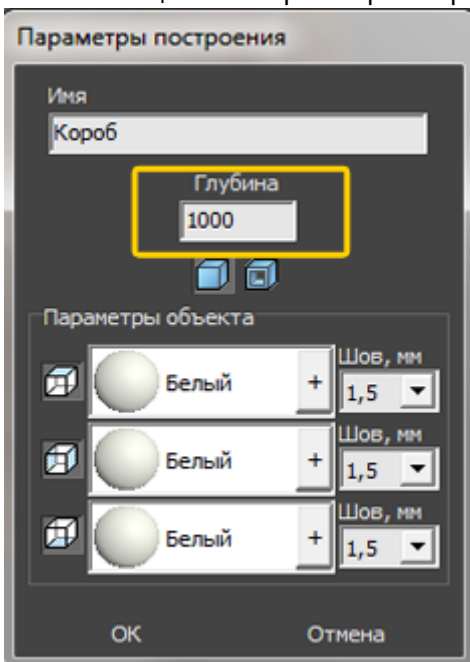 Параметры построения
Имя
Короб
Глубина
1000
Параметры объекта
Шов, мм
Белый + 1,5
Шов, мм
Белый + 1,5
Шов, мм
Белый + 1,5
ОК Отмена